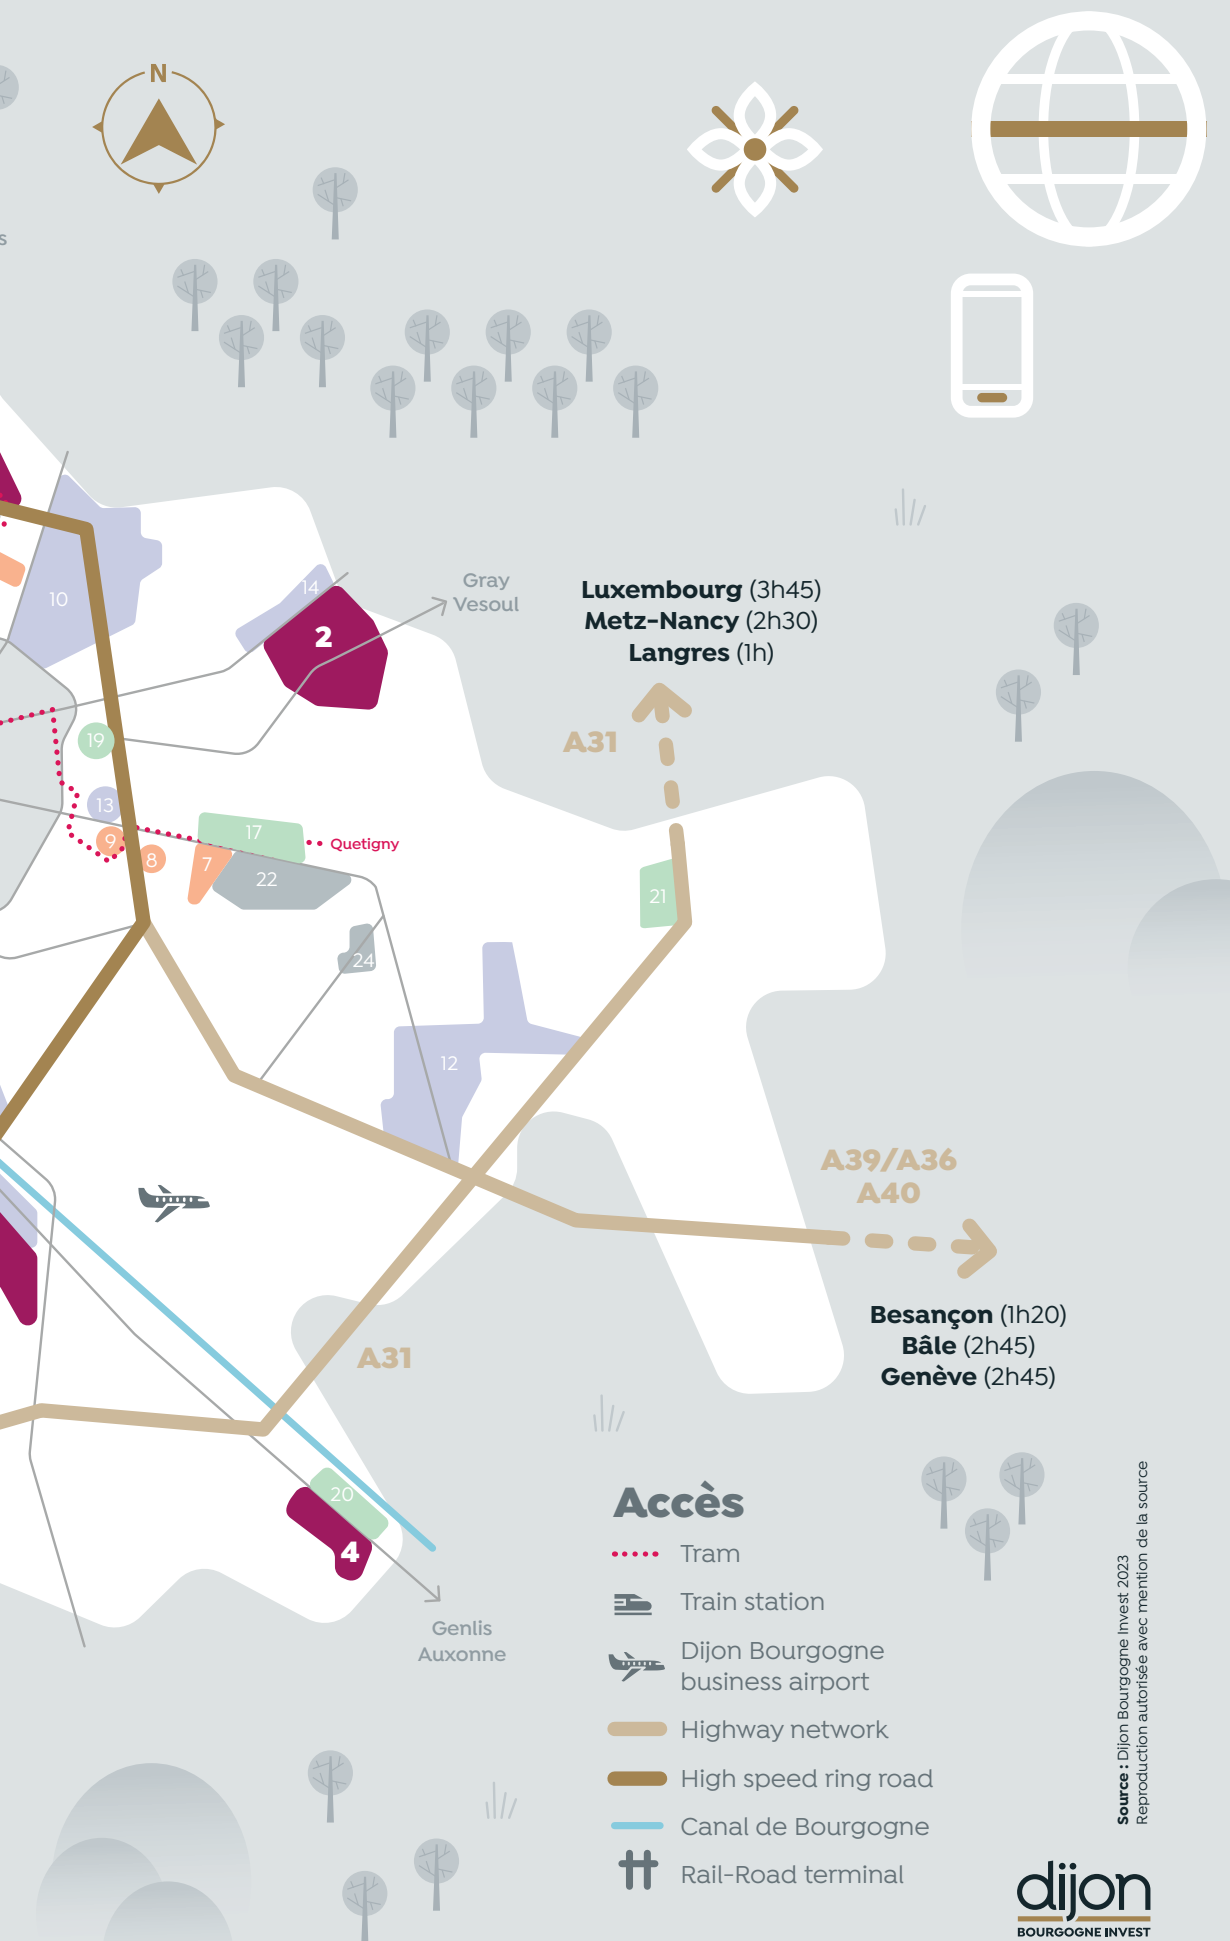 N
s
10
14
2
Gray
Vesoul
Luxembourg (3h45)
Metz-Nancy (2h30)
Langres (1h)
A31
19
13
9
8
17
7
22
Quetigny
21
24
12
A39/A36
A40
Besançon (1h20)
Bâle (2h45)
Genève (2h45)
A31
20
4
Genlis
Auxonne
Accès
Tram
Train station
Dijon Bourgogne
business airport
Highway network
High speed ring road
Canal de Bourgogne
Rail-Road terminal
Source : Dijon Bourgogne Invest 2023
Reproduction autorisée avec mention de la source
dijon
BOURGOGNE INVEST